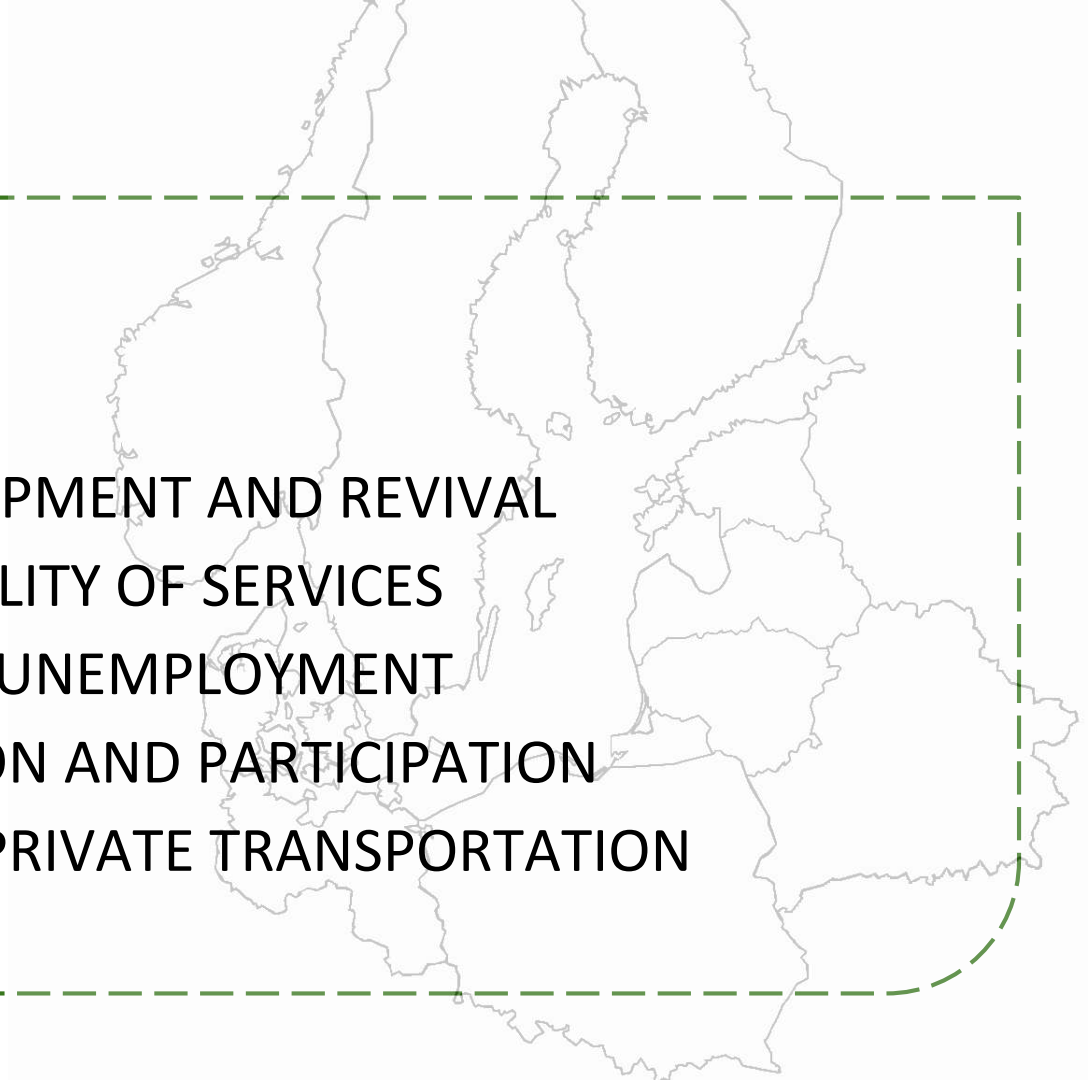 PMENT AND REVIVAL
LITY OF SERVICES
UNEMPLOYMENT
ON AND PARTICIPATION
PRIVATE TRANSPORTATION